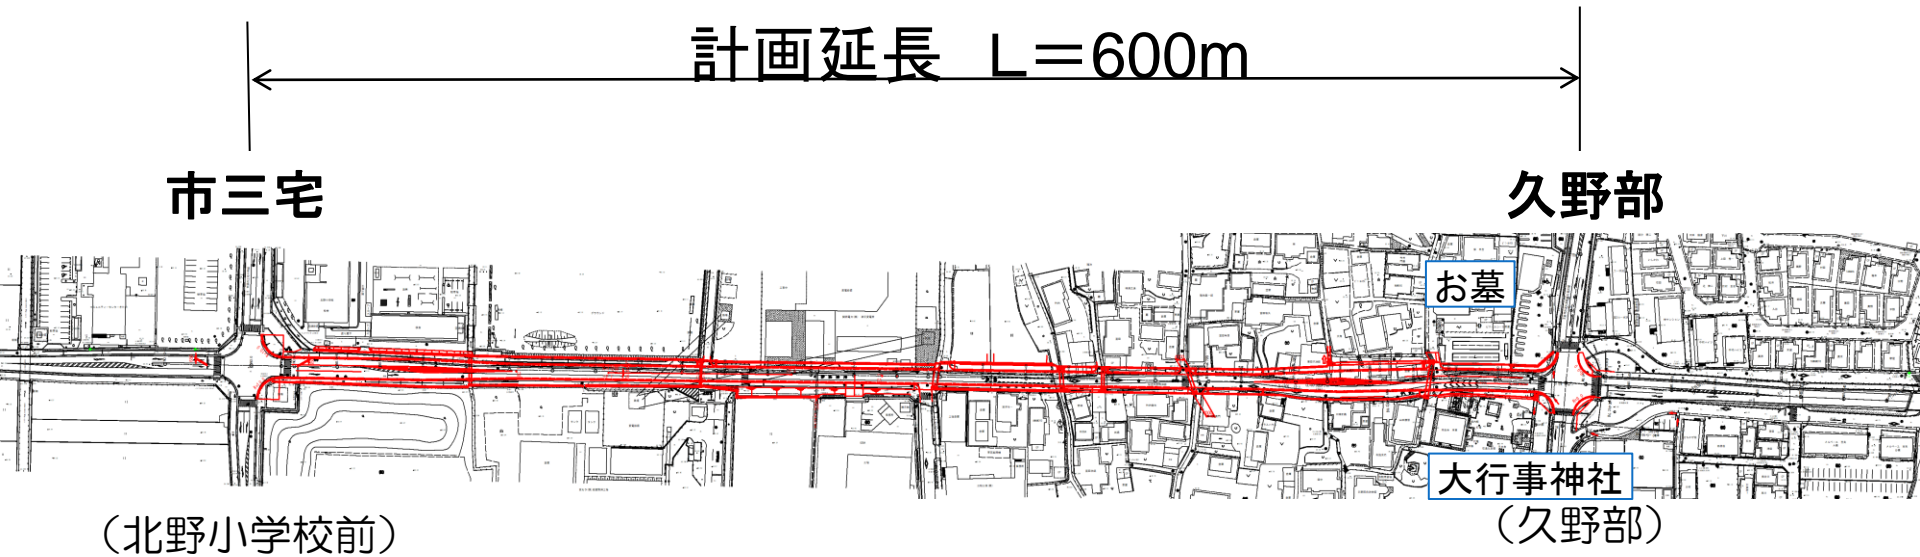 計画延長　L＝600m
市三宅
久野部
お墓
大行事神社
（北野小学校前）
（久野部）